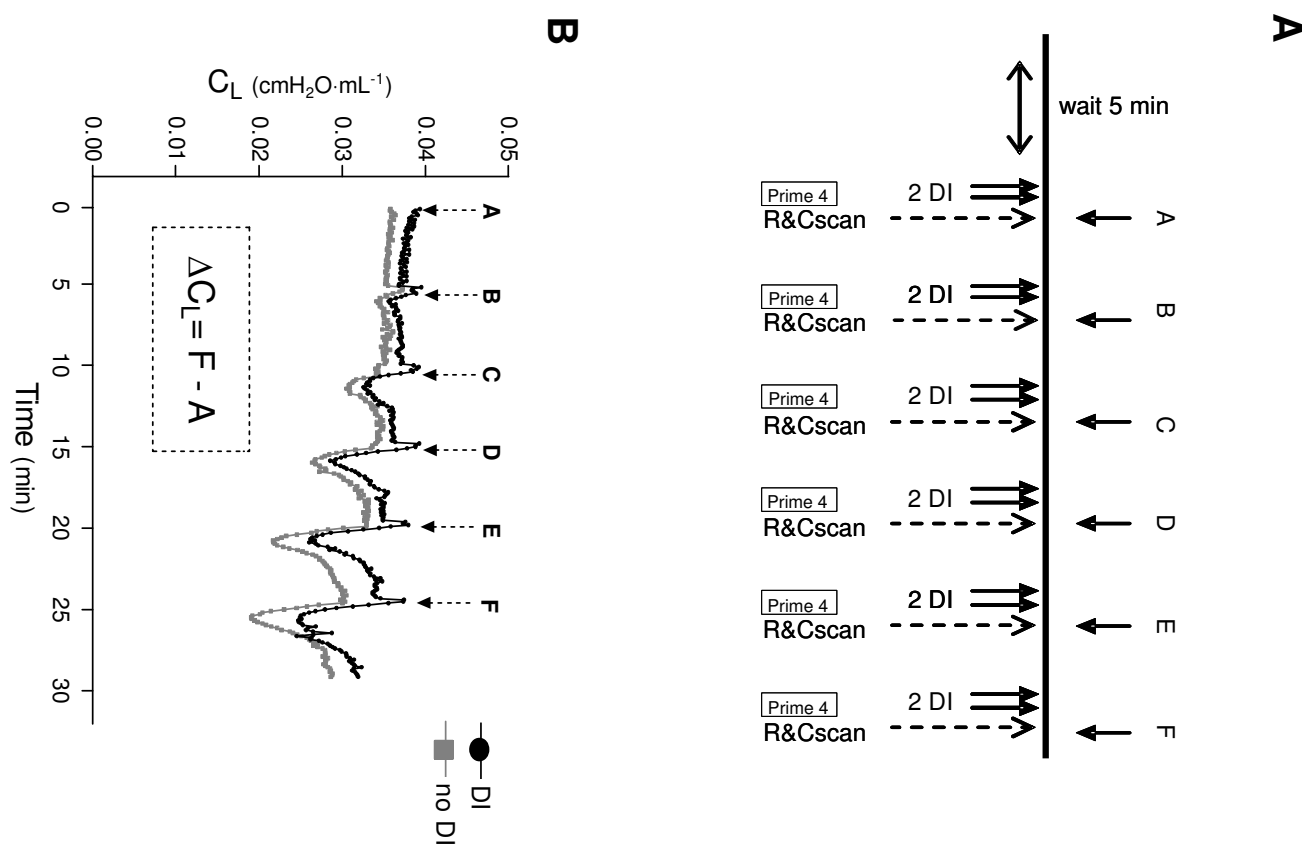 A
wait 5 min
Prime 4
R&Cscan
2 DI
A
Prime 4
R&Cscan
2 DI
B
Prime 4
R&Cscan
2 DI
C
Prime 4
R&Cscan
2 DI
D
Prime 4
R&Cscan
2 DI
E
Prime 4
R&Cscan
2 DI
F
B
C_L (cmH₂O·mL⁻¹)
0.00
0.01
0.02
0.03
0.04
0.05
A
B
C
D
E
F
0
5
10
15
20
25
30
Time (min)
ΔC_L= F - A
DI
no DI